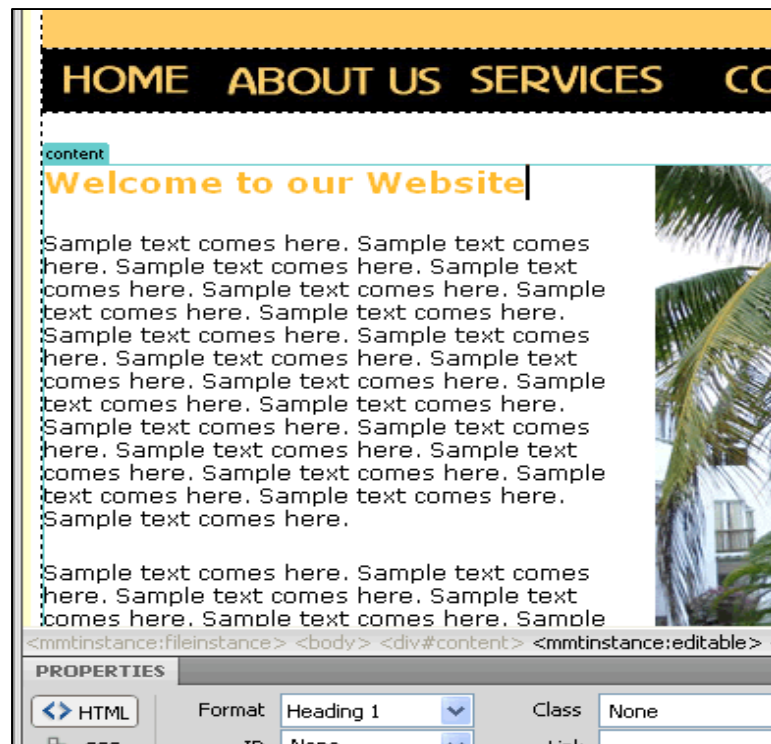 HOME ABOUT US SERVICES CO
content
Welcome to our Website
Sample text comes here. Sample text comes
here. Sample text comes here. Sample text
comes here. Sample text comes here. Sample
text comes here. Sample text comes here.
Sample text comes here. Sample text comes
here. Sample text comes here. Sample text
comes here. Sample text comes here. Sample
text comes here. Sample text comes here.
Sample text comes here. Sample text comes
here. Sample text comes here. Sample text
comes here. Sample text comes here. Sample
text comes here. Sample text comes here.
Sample text comes here.
Sample text comes here. Sample text comes
here. Sample text comes here. Sample text
comes here. Sample text comes here. Sample
<mmtinstance:fileinstance> <body> <div#content> <mmtinstance:editable>
PROPERTIES
<> HTML Format Heading 1 Class None